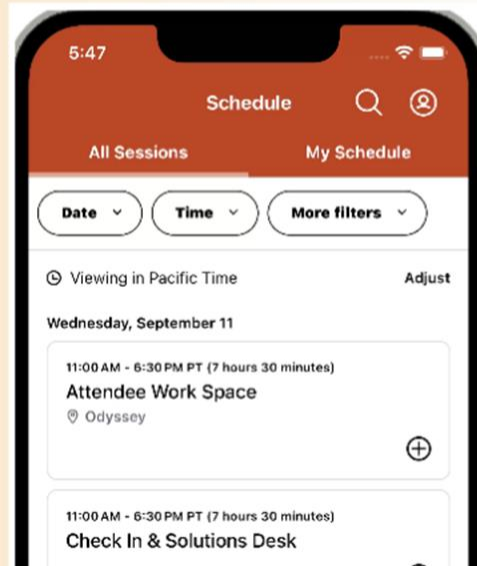 5:47
Schedule
All Sessions
My Schedule
Date
Time
More filters
Viewing in Pacific Time
Adjust
Wednesday, September 11
11:00 AM - 6:30 PM PT (7 hours 30 minutes)
Attendee Work Space
Odyssey
11:00 AM - 6:30 PM PT (7 hours 30 minutes)
Check In & Solutions Desk